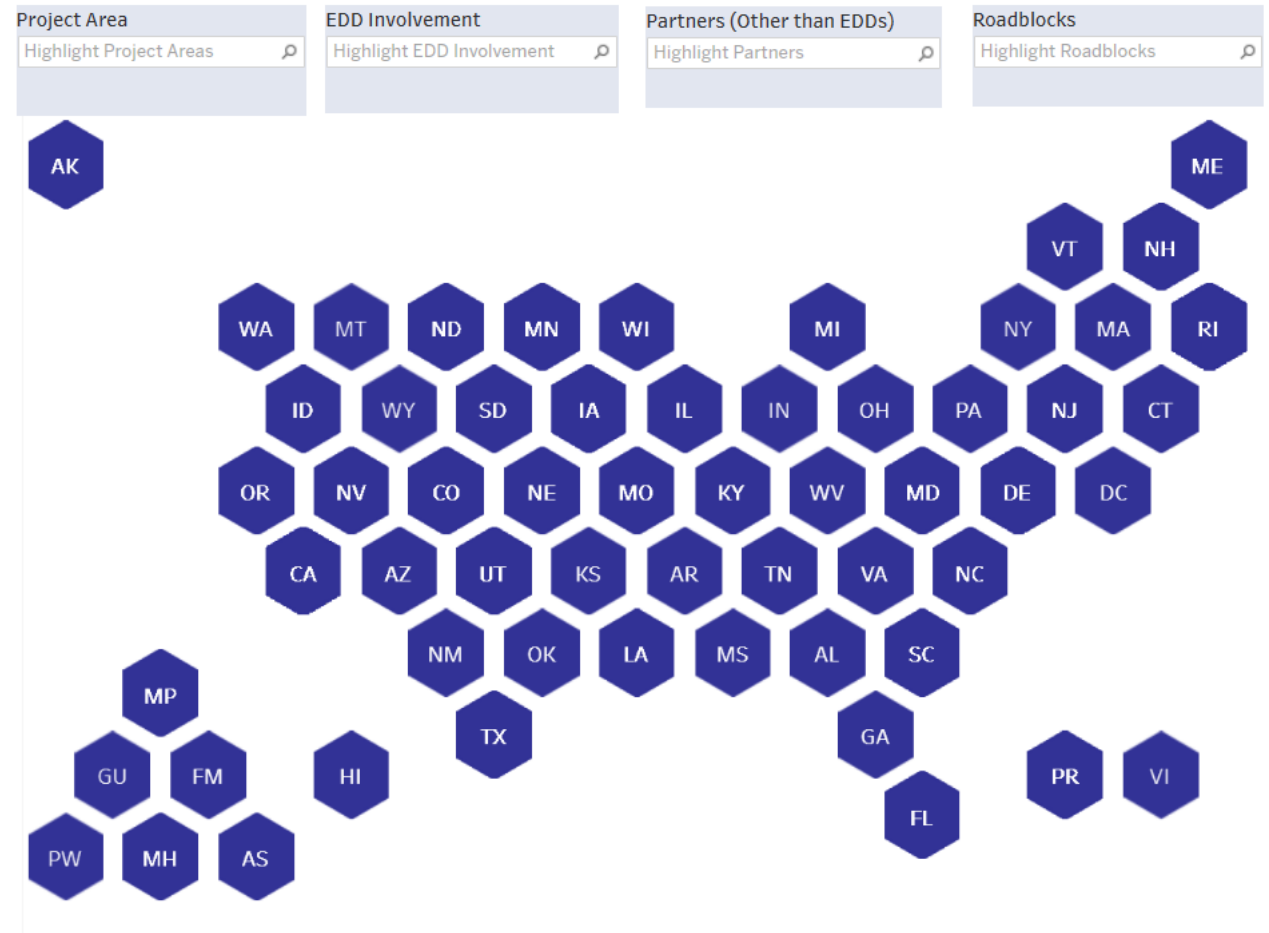 Project Area EDD Involvement Partners (Other than EDDs) Roadblocks
Highlight Project Areas Highlight EDD Involvement Highlight Partners Highlight Roadblocks
AK ME
VT NH
WA MT ND MN WI MI NY MA RI
ID WY SD IA IL IN OH PA NJ CT
OR NV CO NE MO KY WV MD DE DC
CA AZ UT KS AR TN VA NC
NM OK LA MS AL SC
MP
TX GA
GU FM HI PR VI
FL
PW MH AS